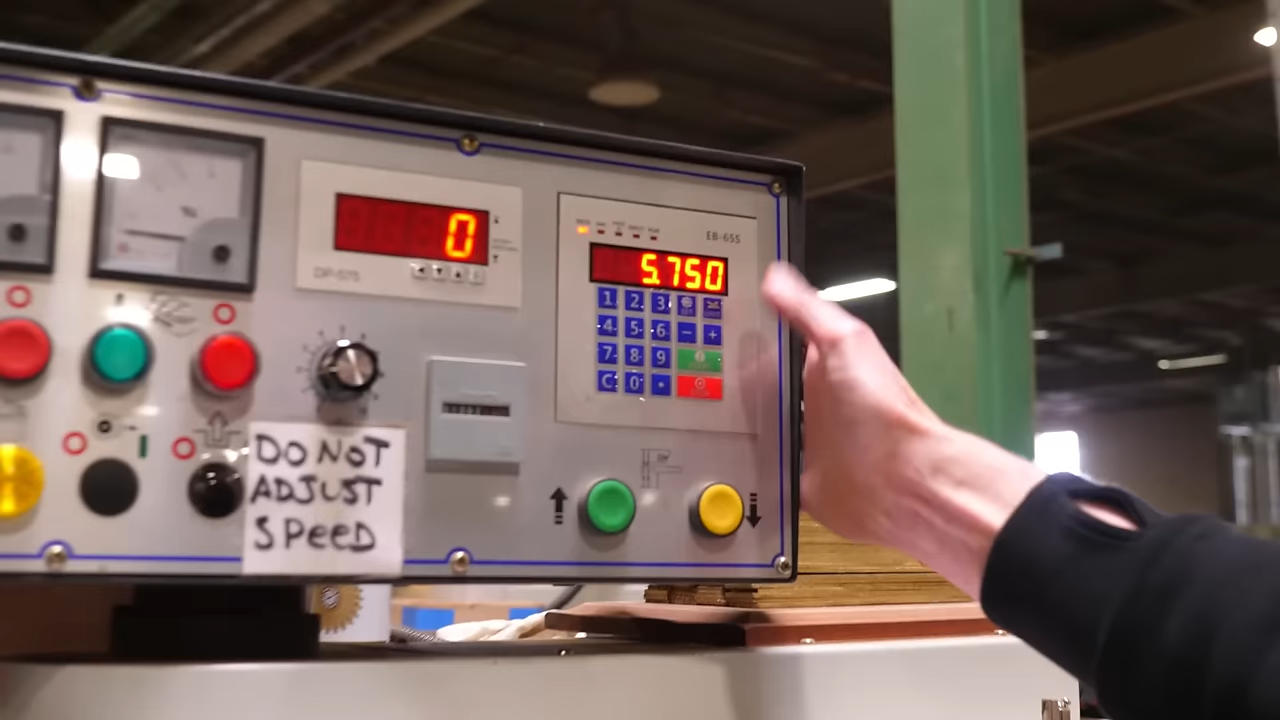 0
DP-575
EB-655
5.750
1 2 3
4 5 6 - +
7 8 9
C 0 •
DO NOT
ADJUST
SPEED